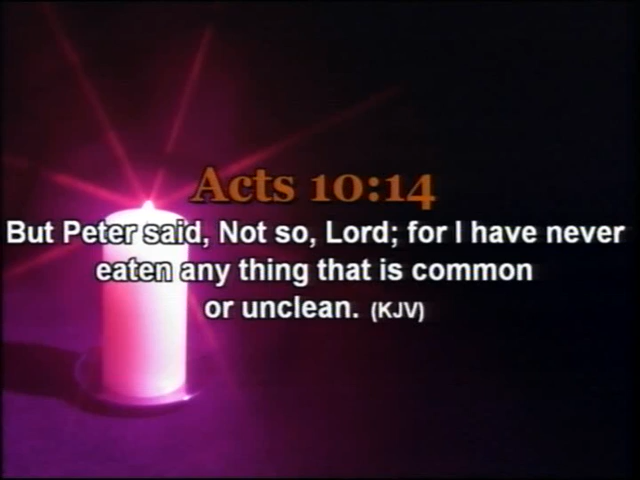 Acts 10:14
But Peter said, Not so, Lord; for I have never
eaten any thing that is common
or unclean. (KJV)